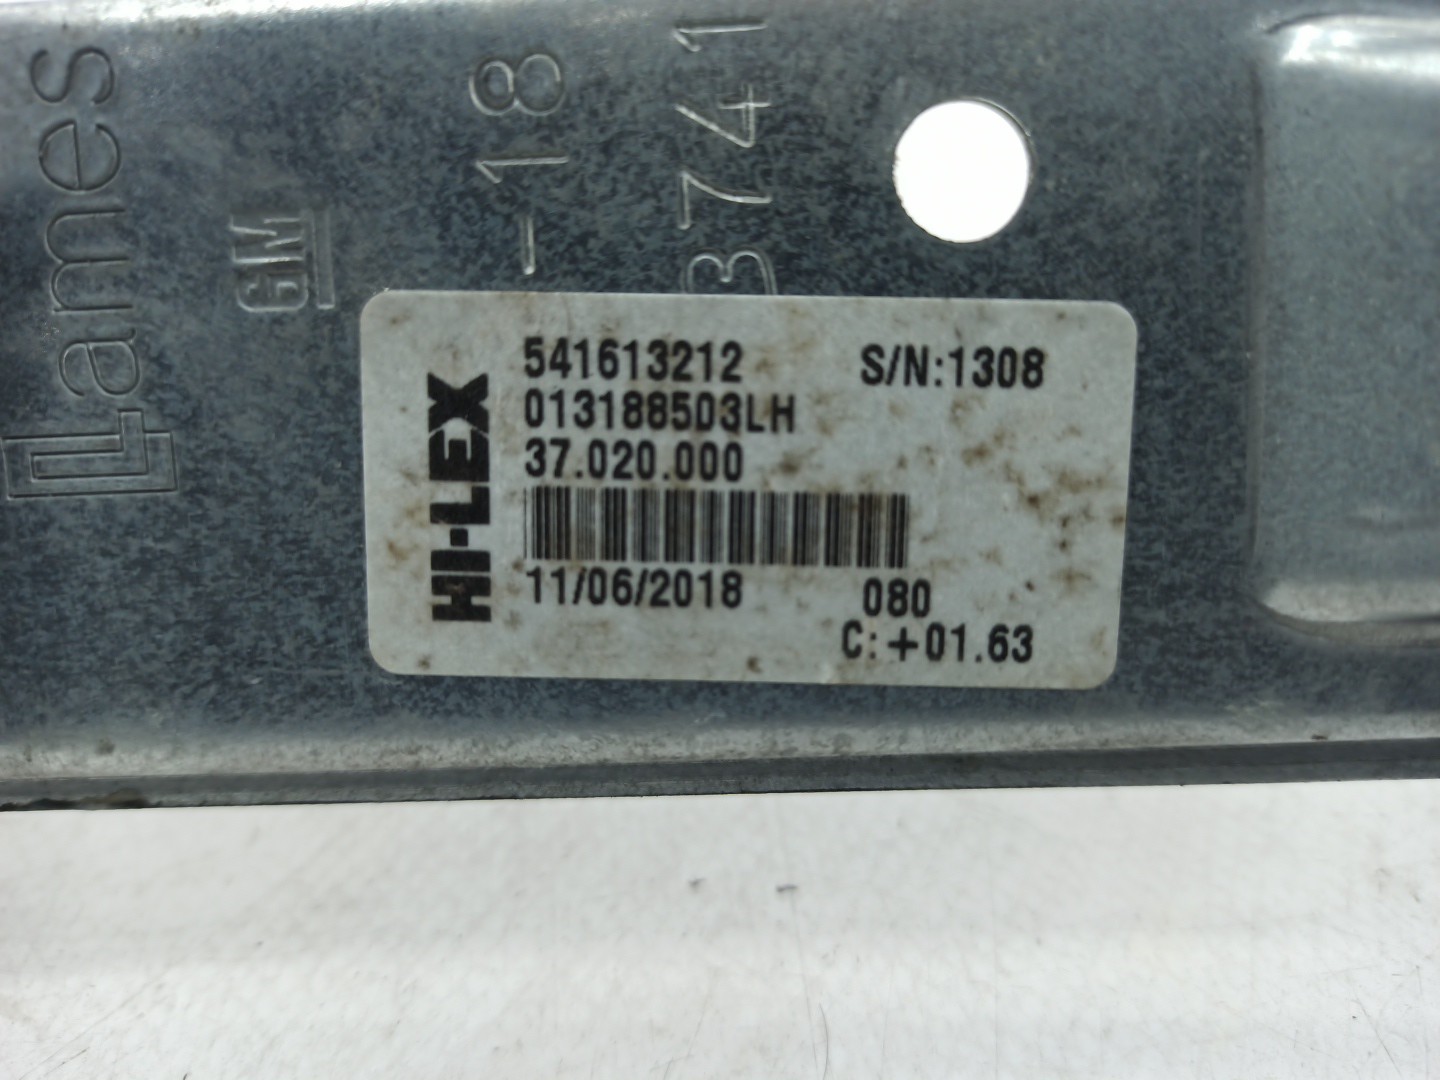 Lames
GM
-18
3741
HI-LEX
541613212 S/N:1308
013188503LH
37.020.000
11/06/2018 080
C:+01.63